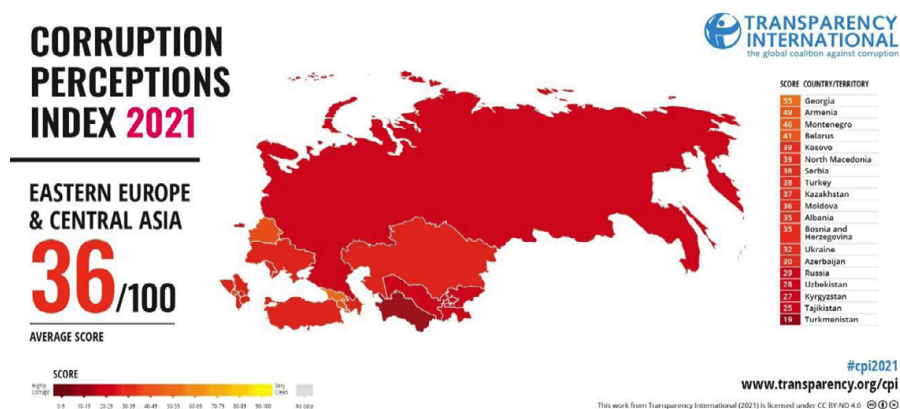 CORRUPTION
PERCEPTIONS
INDEX 2021
EASTERN EUROPE
& CENTRAL ASIA
36/100
AVERAGE SCORE
TRANSPARENCY
INTERNATIONAL
the global coalition against corruption
SCORE COUNTRY/TERRITORY
55 Georgia
49 Armenia
46 Montenegro
41 Belarus
39 Kosovo
39 North Macedonia
38 Serbia
38 Turkey
37 Kazakhstan
36 Moldova
35 Albania
35 Bosnia and
Herzegovina
32 Ukraine
30 Azerbaijan
29 Russia
28 Uzbekistan
27 Kyrgyzstan
25 Tajikistan
19 Turkmenistan
SCORE
Highly
Corrupt
Very
Clean
0-9 10-19 20-29 30-39 40-49 50-59 60-69 70-79 80-89 90-100 No data
#cpi2021
www.transparency.org/cpi
This work from Transparency International (2021) is licensed under CC BY-ND 4.0